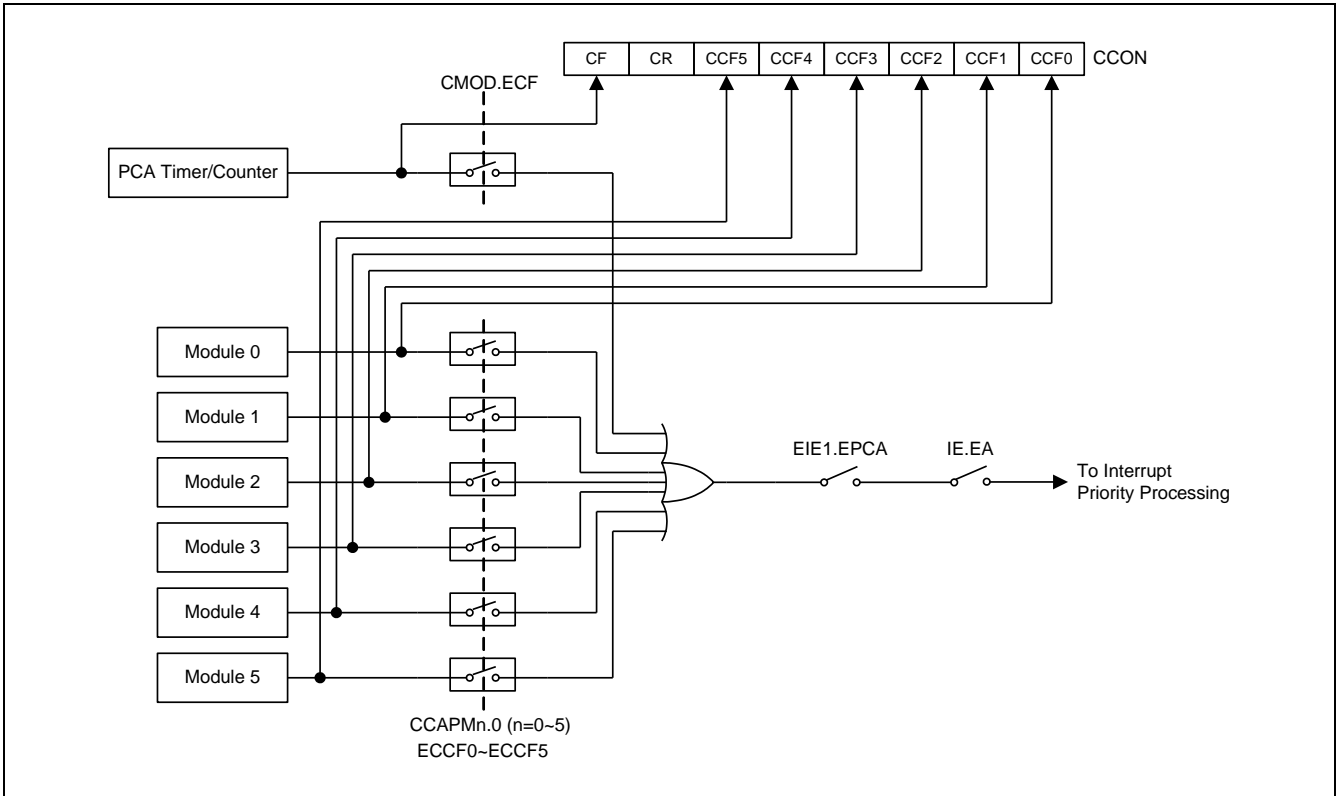 CF CR CCF5 CCF4 CCF3 CCF2 CCF1 CCF0 CCON
CMOD.ECF
PCA Timer/Counter
Module 0
Module 1
Module 2
Module 3
Module 4
Module 5
EIE1.EPCA
IE.EA
To Interrupt
Priority Processing
CCAPMn.0 (n=0~5)
ECCF0~ECCF5